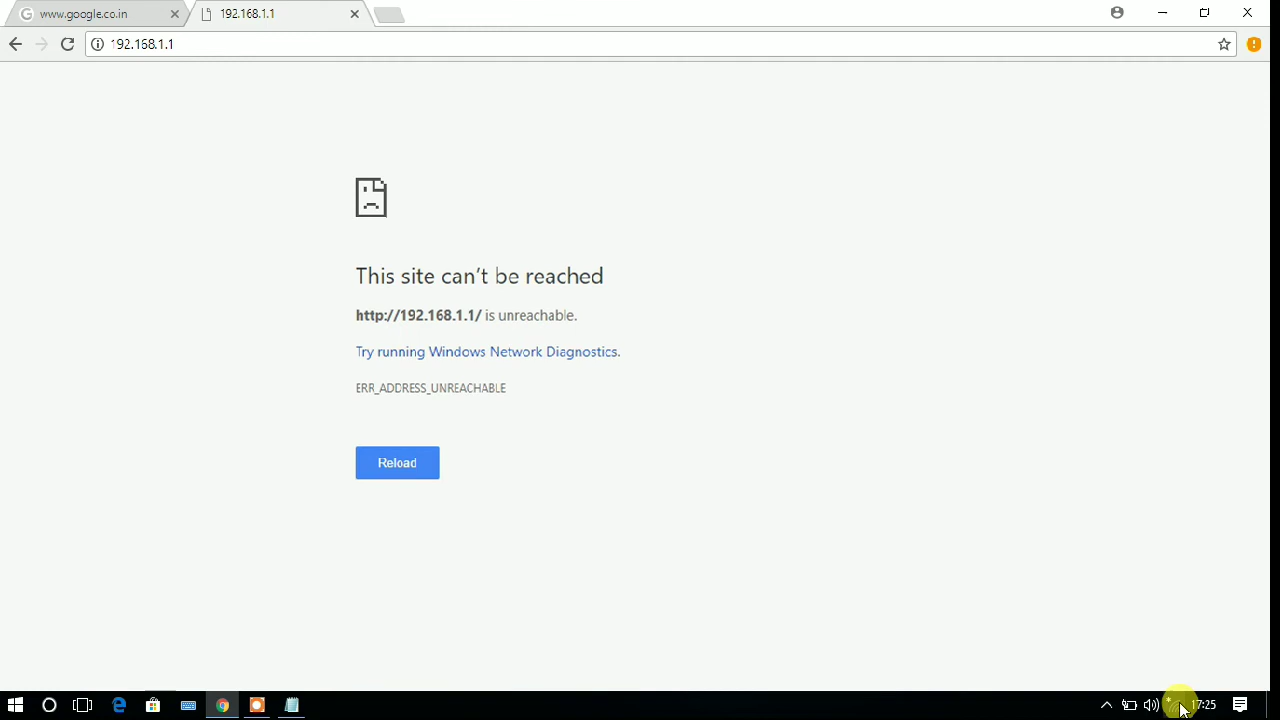 www.google.co.in
192.168.1.1
192.168.1.1
This site can't be reached
http://192.168.1.1/ is unreachable.
Try running Windows Network Diagnostics.
ERR_ADDRESS_UNREACHABLE
Reload
17:25